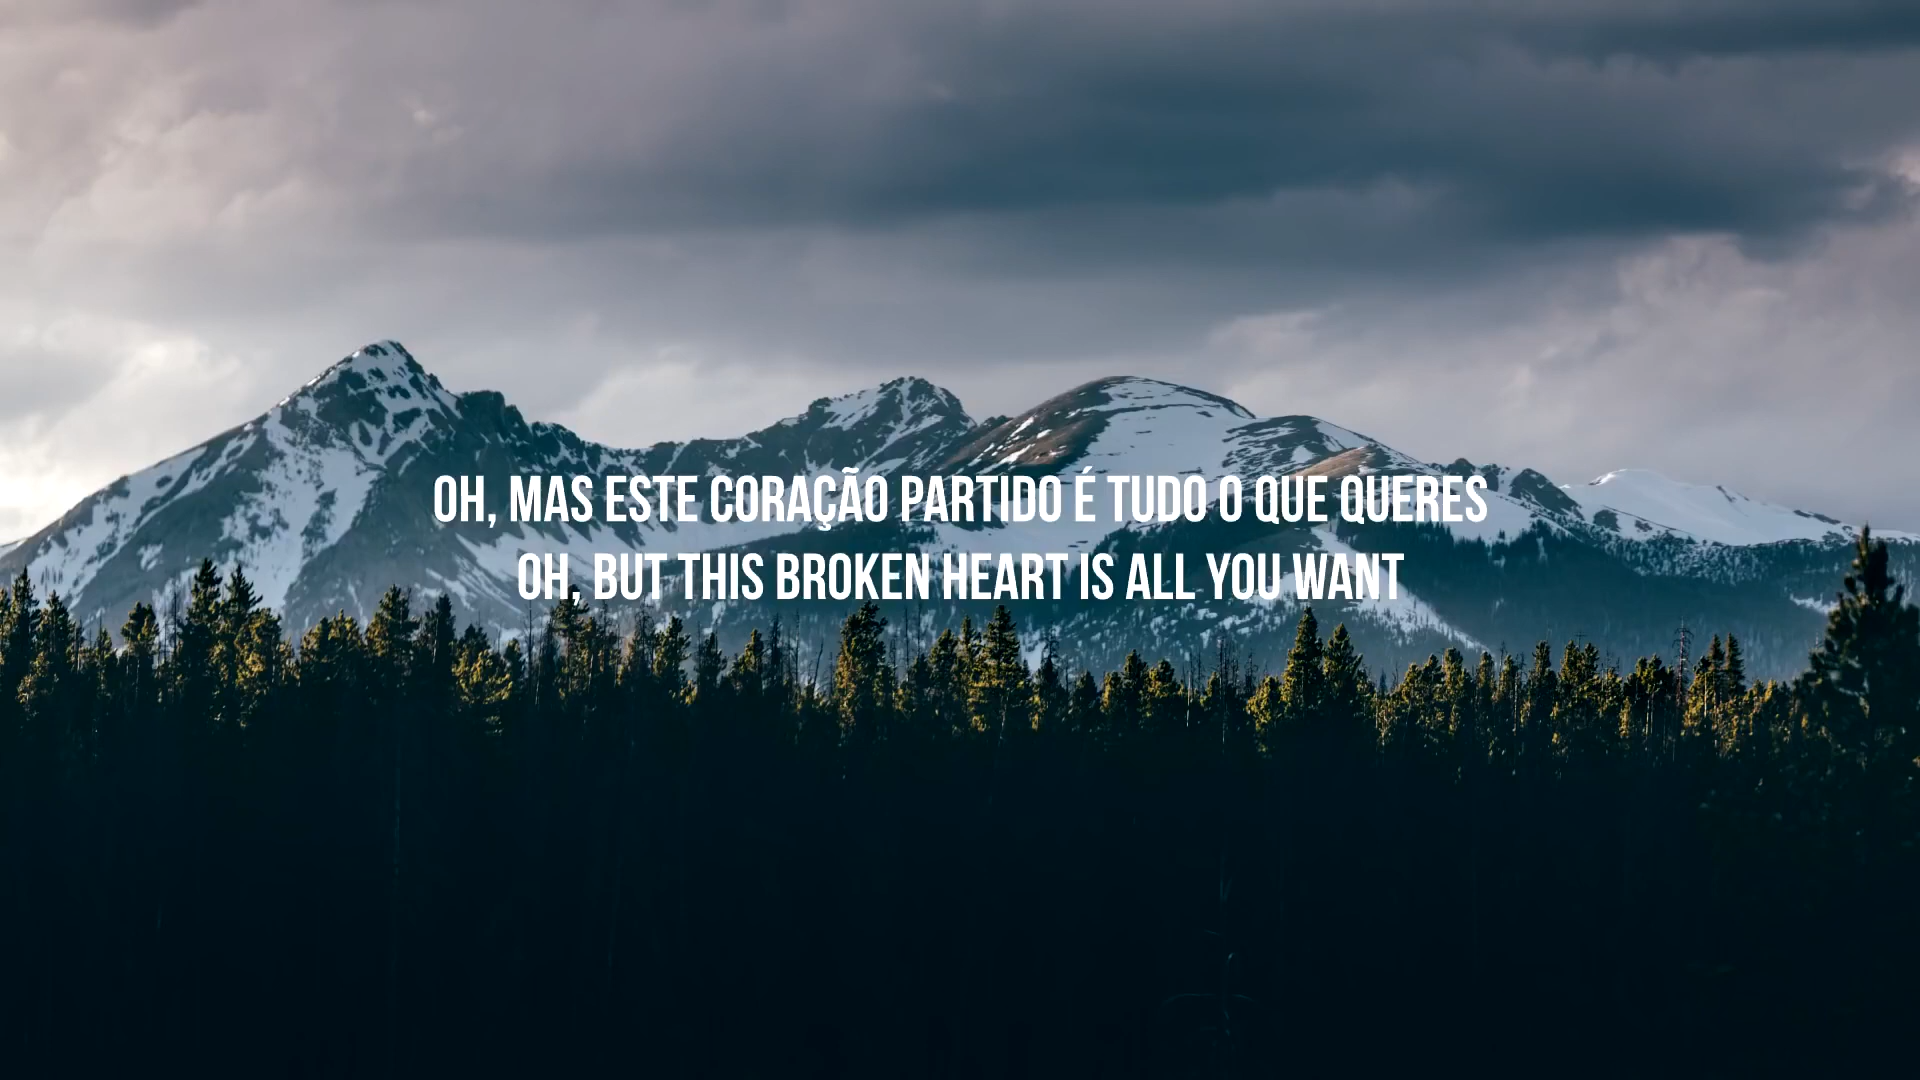 OH, MAS ESTE CORAÇÃO PARTIDO É TUDO O QUE QUERES
OH, BUT THIS BROKEN HEART IS ALL YOU WANT